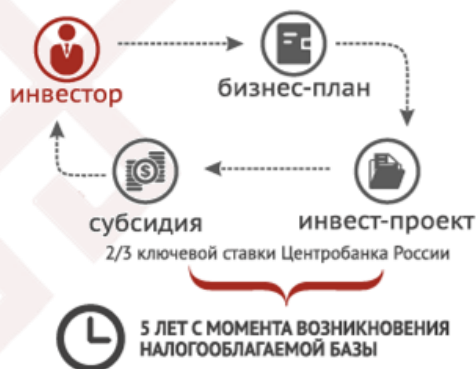 инвестор
бизнес-план
субсидия
инвест-проект
2/3 ключевой ставки Центробанка России
5 ЛЕТ С МОМЕНТА ВОЗНИКНОВЕНИЯ
НАЛОГООБЛАГАЕМОЙ БАЗЫ